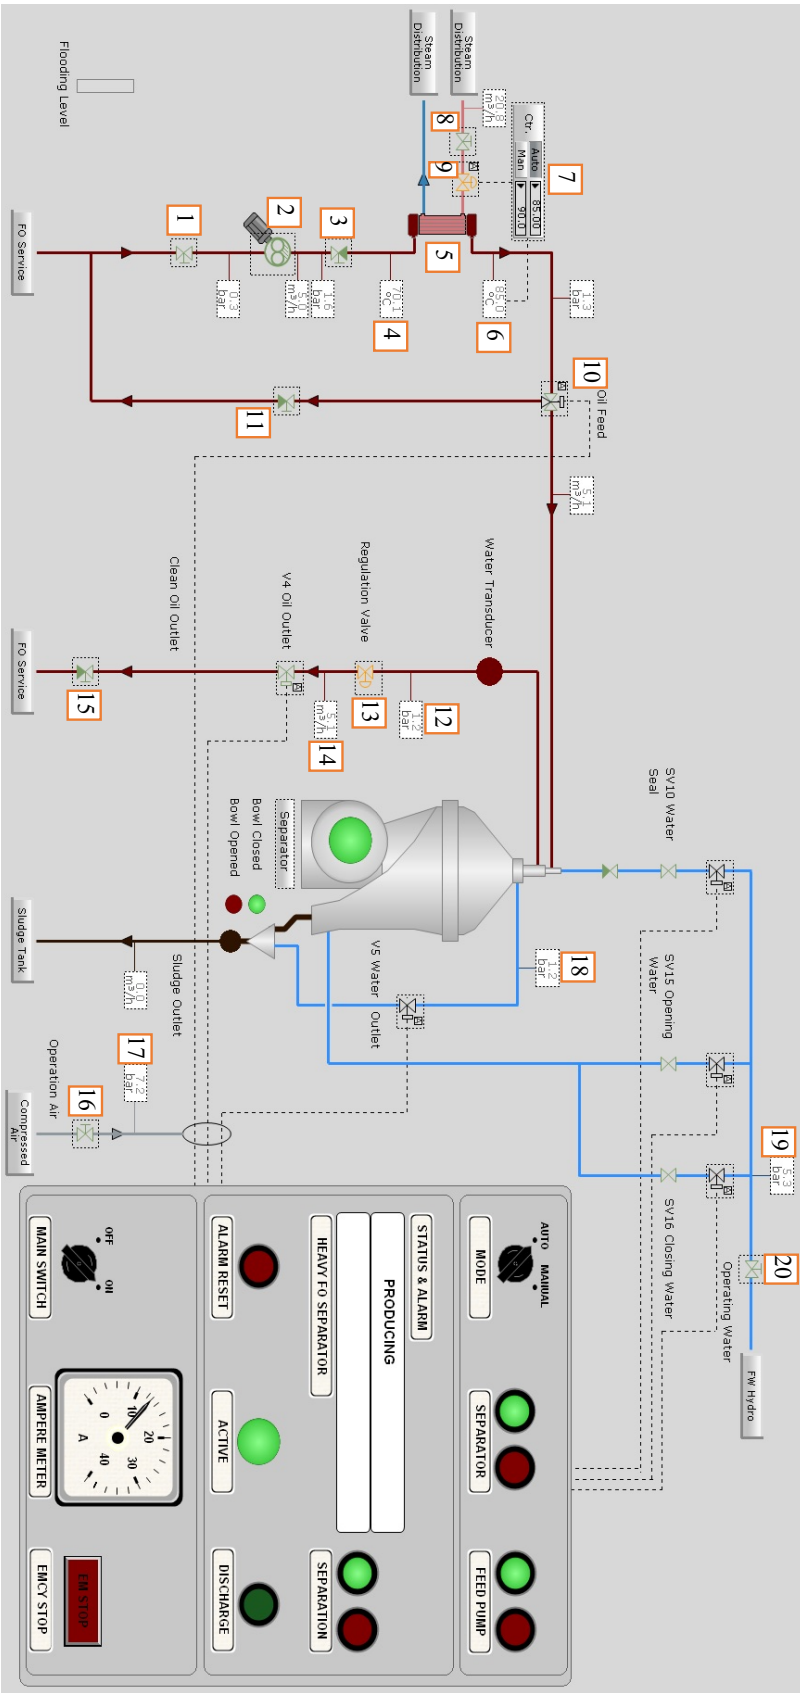 Steam
Distribution
Steam
Distribution
Flooding Level
20.8
m³/h
8
9
Ctr.
Auto
Man
85.00
90.0
7
FO Service
1
2
3
5
0.3
bar
5.0
m³/h
1.6
bar
70.1
°C
4
85.0
°C
6
1.3
bar
10
Oil Feed
11
5.1
m³/h
Clean Oil Outlet
V4 Oil Outlet
Regulation Valve
Water Transducer
FO Service
15
5.1
m³/h
14
13
1.2
bar
12
Separator
Bowl Closed
Bowl Opened
SV10 Water
Seal
Sludge Tank
0.0
m³/h
Sludge Outlet
V5 Water Outlet
1.2
bar
18
SV15 Opening
Water
Operation Air
17
7.2
bar
16
Compressed
Air
19
5.3
bar
SV16 Closing Water
Operating Water
20
FW Hydro
MODE
AUTO
MANUAL
SEPARATOR
FEED PUMP
STATUS & ALARM
PRODUCING
HEAVY FO SEPARATOR
SEPARATION
ALARM RESET
ACTIVE
DISCHARGE
OFF
ON
MAIN SWITCH
0
10
20
30
40
A
AMPERE METER
EM STOP
EMCY STOP